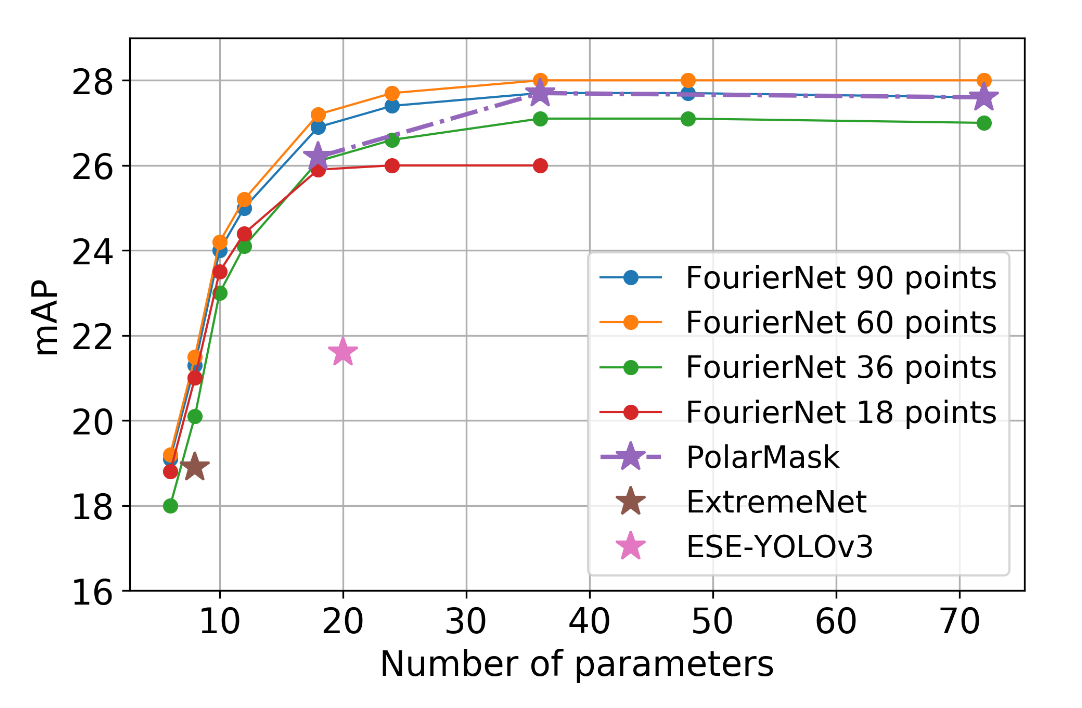 28
26
24
22
20
18
16
mAP
10 20 30 40 50 60 70
Number of parameters
FourierNet 90 points
FourierNet 60 points
FourierNet 36 points
FourierNet 18 points
PolarMask
ExtremeNet
ESE-YOLOv3